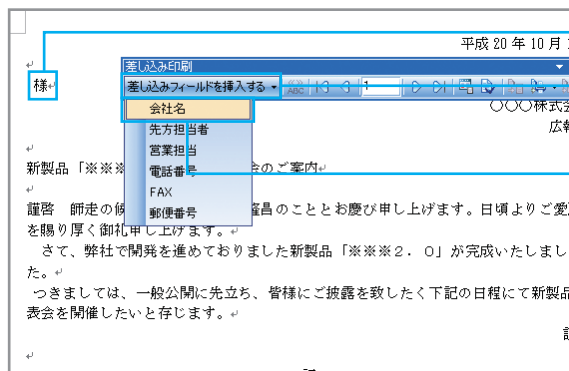 平成 20 年 10 月 1
差し込み印刷
様
差し込みフィールドを挿入する
ABC
1
会社名
〇〇〇株式会
先方担当者
広報
営業担当
新製品「※※※
電話番号
会のご案内
FAX
謹啓　師走の候
隆昌のこととお慶び申し上げます。日頃よりご愛
郵便番号
を賜り厚く御礼申し上げます。
さて、弊社で開発を進めておりました新製品「※※※２．０」が完成いたしまし
た。
つきましては、一般公開に先立ち、皆様にご披露を致したく下記の日程にて新製品
表会を開催したいと存じます。